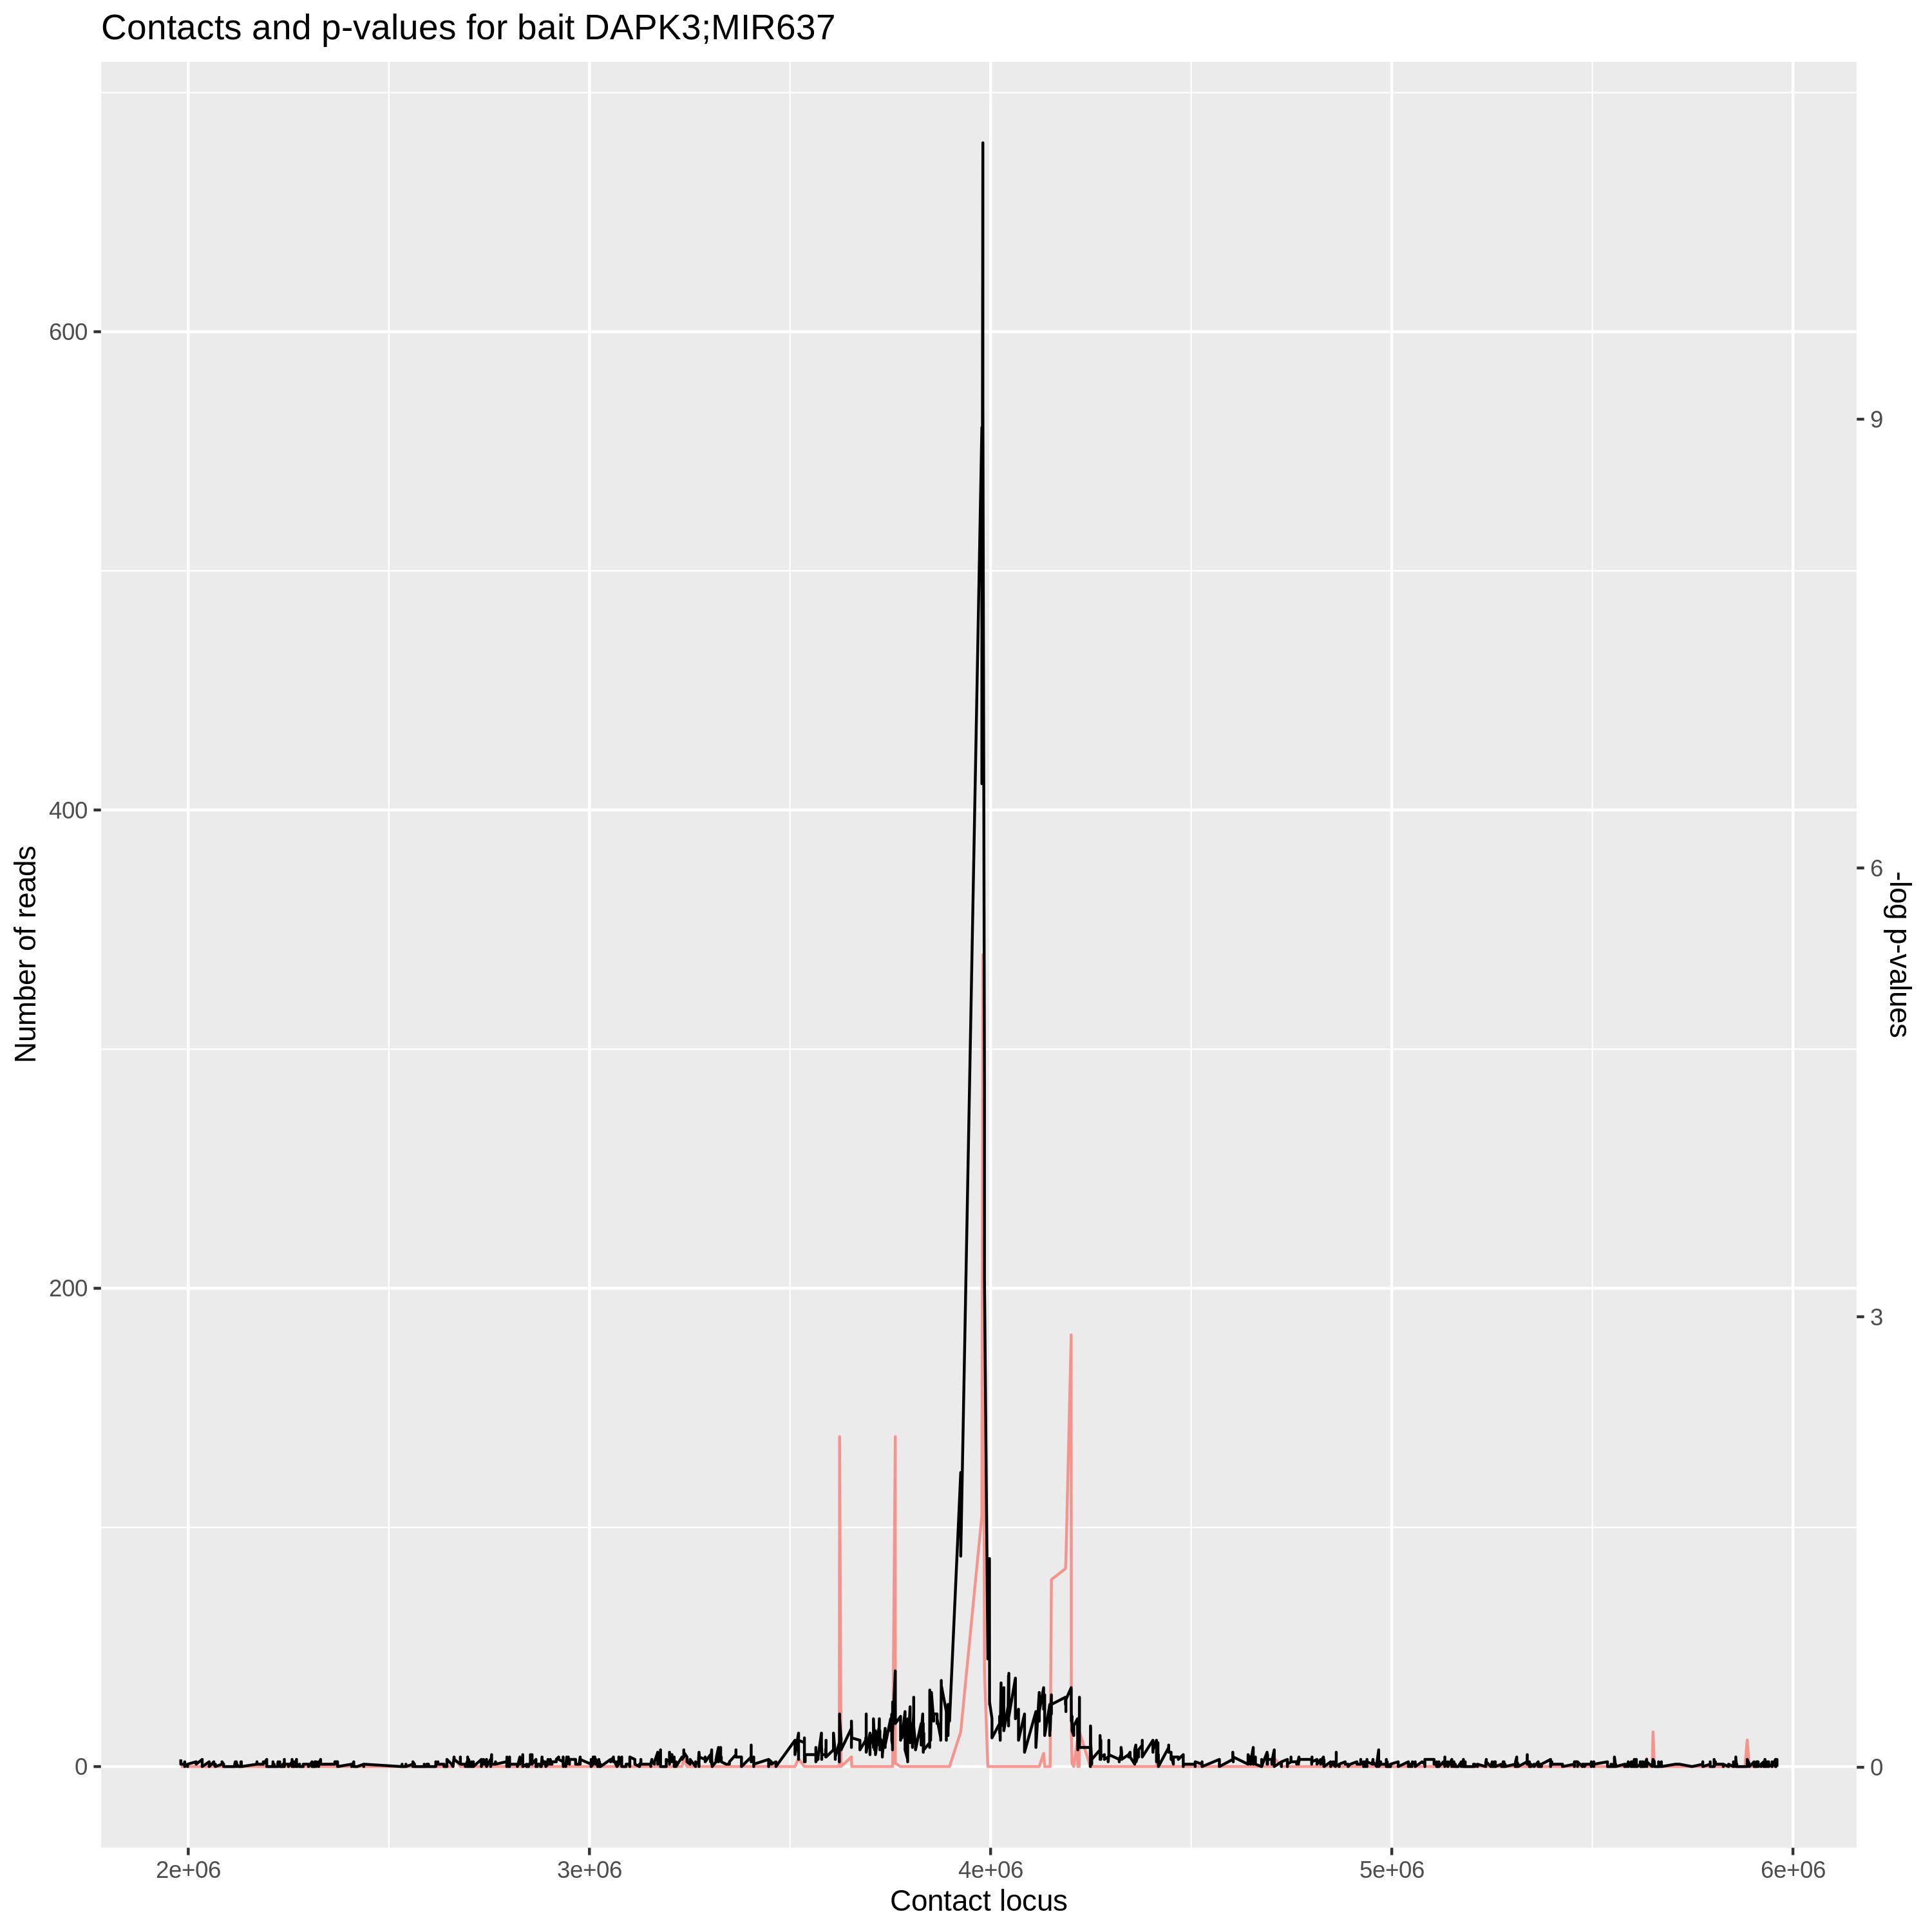 Contacts and p-values for bait DAPK3;MIR637
600
400
200
0
Number of reads
9
6
3
0
-log p-values
2e+06 3e+06 4e+06 5e+06 6e+06
Contact locus